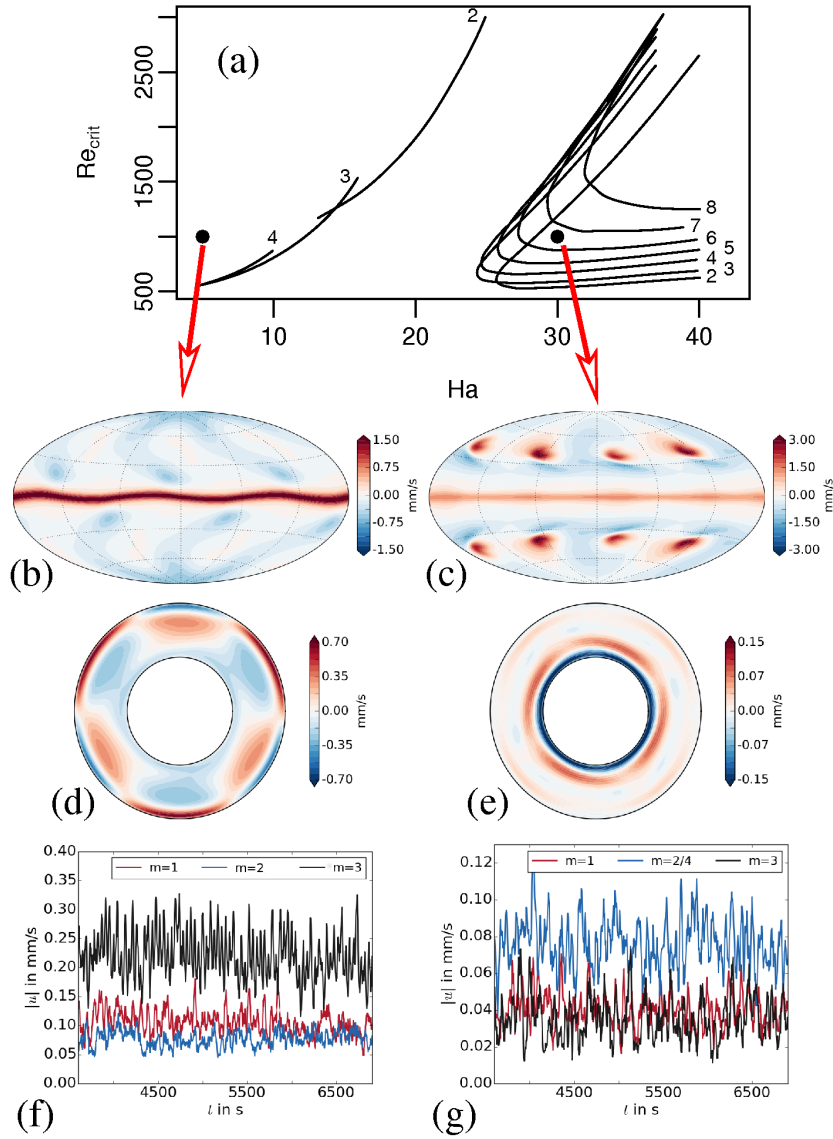 (a)
Re_crit
2500
1500
500
2
3
4
8
7
6
5
4
3
2
10
20
30
40
Ha
1.50
0.75
0.00
-0.75
-1.50
mm/s
(b)
3.00
1.50
0.00
-1.50
-3.00
mm/s
(c)
0.70
0.35
0.00
-0.35
-0.70
mm/s
(d)
0.15
0.07
0.00
-0.07
-0.15
mm/s
(e)
m=1 m=2 m=3
|u| in mm/s
0.40
0.35
0.30
0.25
0.20
0.15
0.10
0.05
0.00
4500 5500 6500
t in s
(f)
m=1 m=2/4 m=3
|u| in mm/s
0.12
0.10
0.08
0.06
0.04
0.02
0.00
4500 5500 6500
t in s
(g)